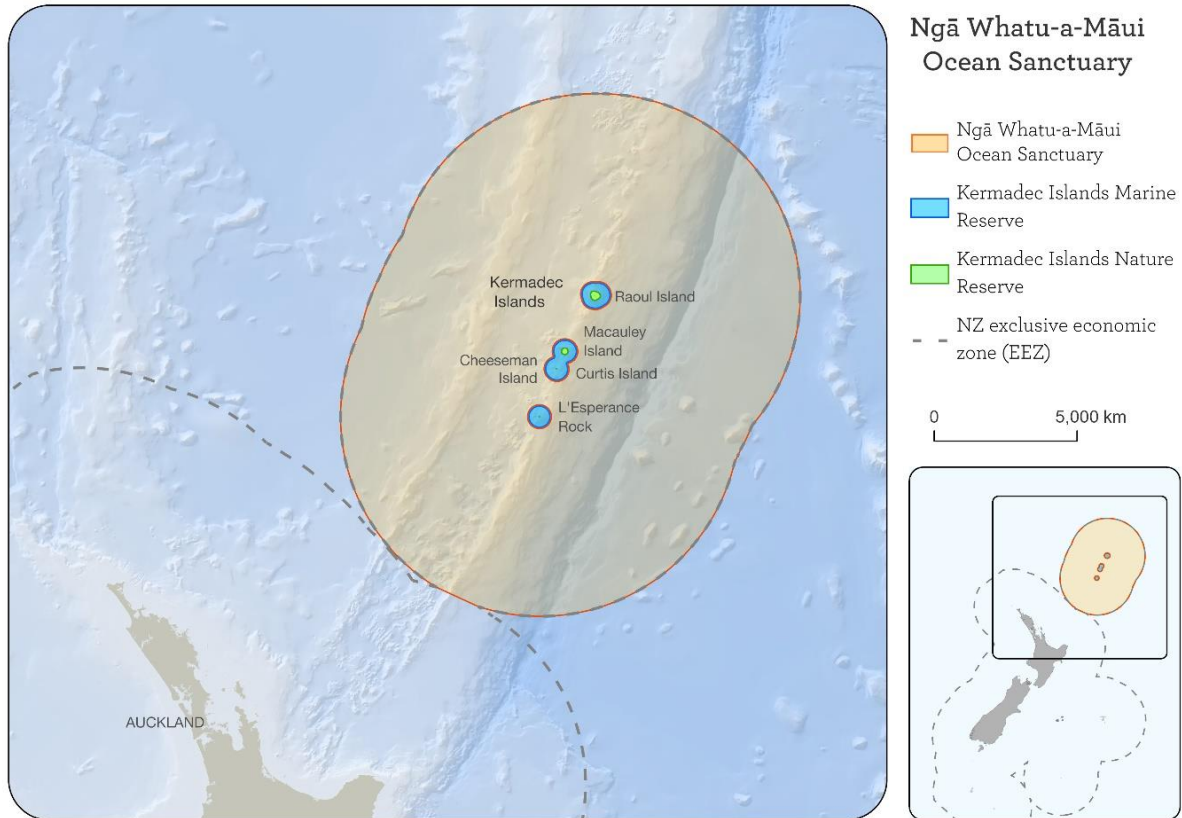 Ngā Whatu-a-Māui
Ocean Sanctuary
Ngā Whatu-a-Māui
Ocean Sanctuary
Kermadec Islands Marine
Reserve
Kermadec Islands Nature
Reserve
NZ exclusive economic
zone (EEZ)
0 5,000 km
Kermadec
Islands
Raoul Island
Macauley
Island
Cheeseman
Island
Curtis Island
L'Esperance
Rock
AUCKLAND